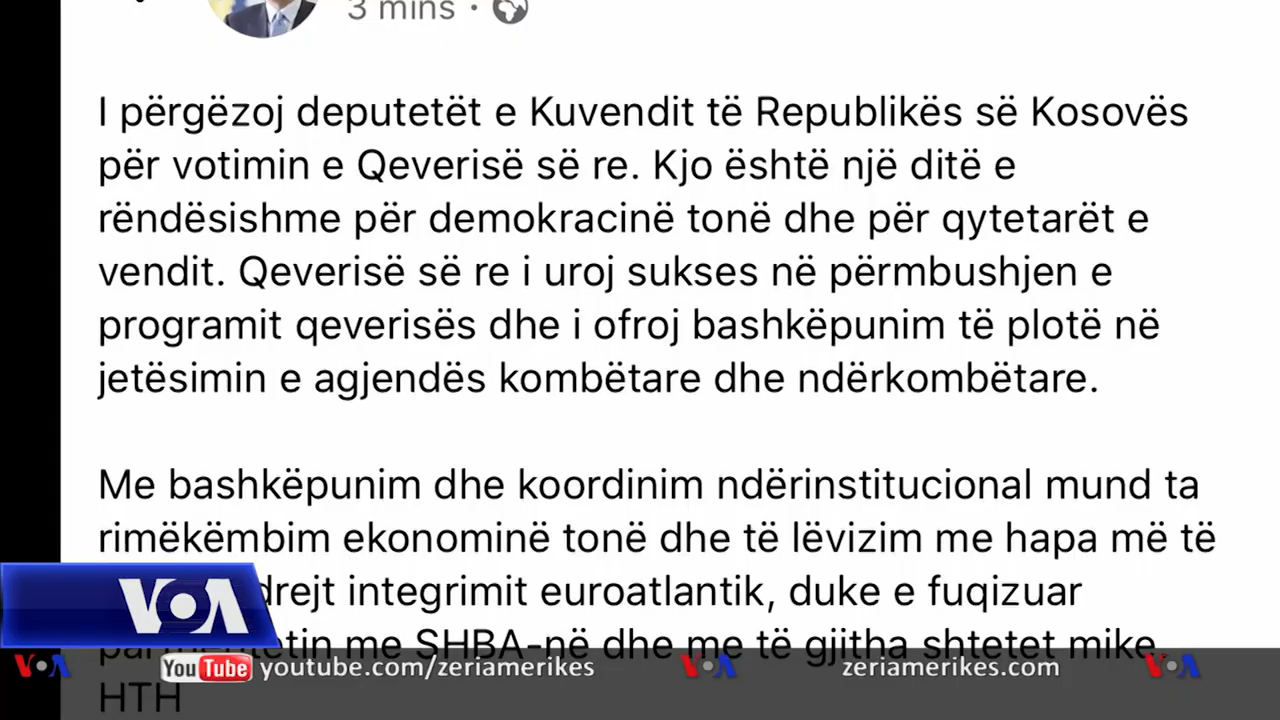 3 mins ·
I përgëzoj deputetët e Kuvendit të Republikës së Kosovës
për votimin e Qeverisë së re. Kjo është një ditë e
rëndësishme për demokracinë tonë dhe për qytetarët e
vendit. Qeverisë së re i uroj sukses në përmbushjen e
programit qeverisës dhe i ofroj bashkëpunim të plotë në
jetësimin e agjendës kombëtare dhe ndërkombëtare.
Me bashkëpunim dhe koordinim ndërinstitucional mund ta
rimëkëmbim ekonominë tonë dhe të lëvizim me hapa më të
drejt integrimit euroatlantik, duke e fuqizuar
VOA
me SHBA-në dhe me të gjitha shtetet mike.
VOA YouTube youtube.com/zeriamerikes VOA zeriamerikes.com VOA
HTH